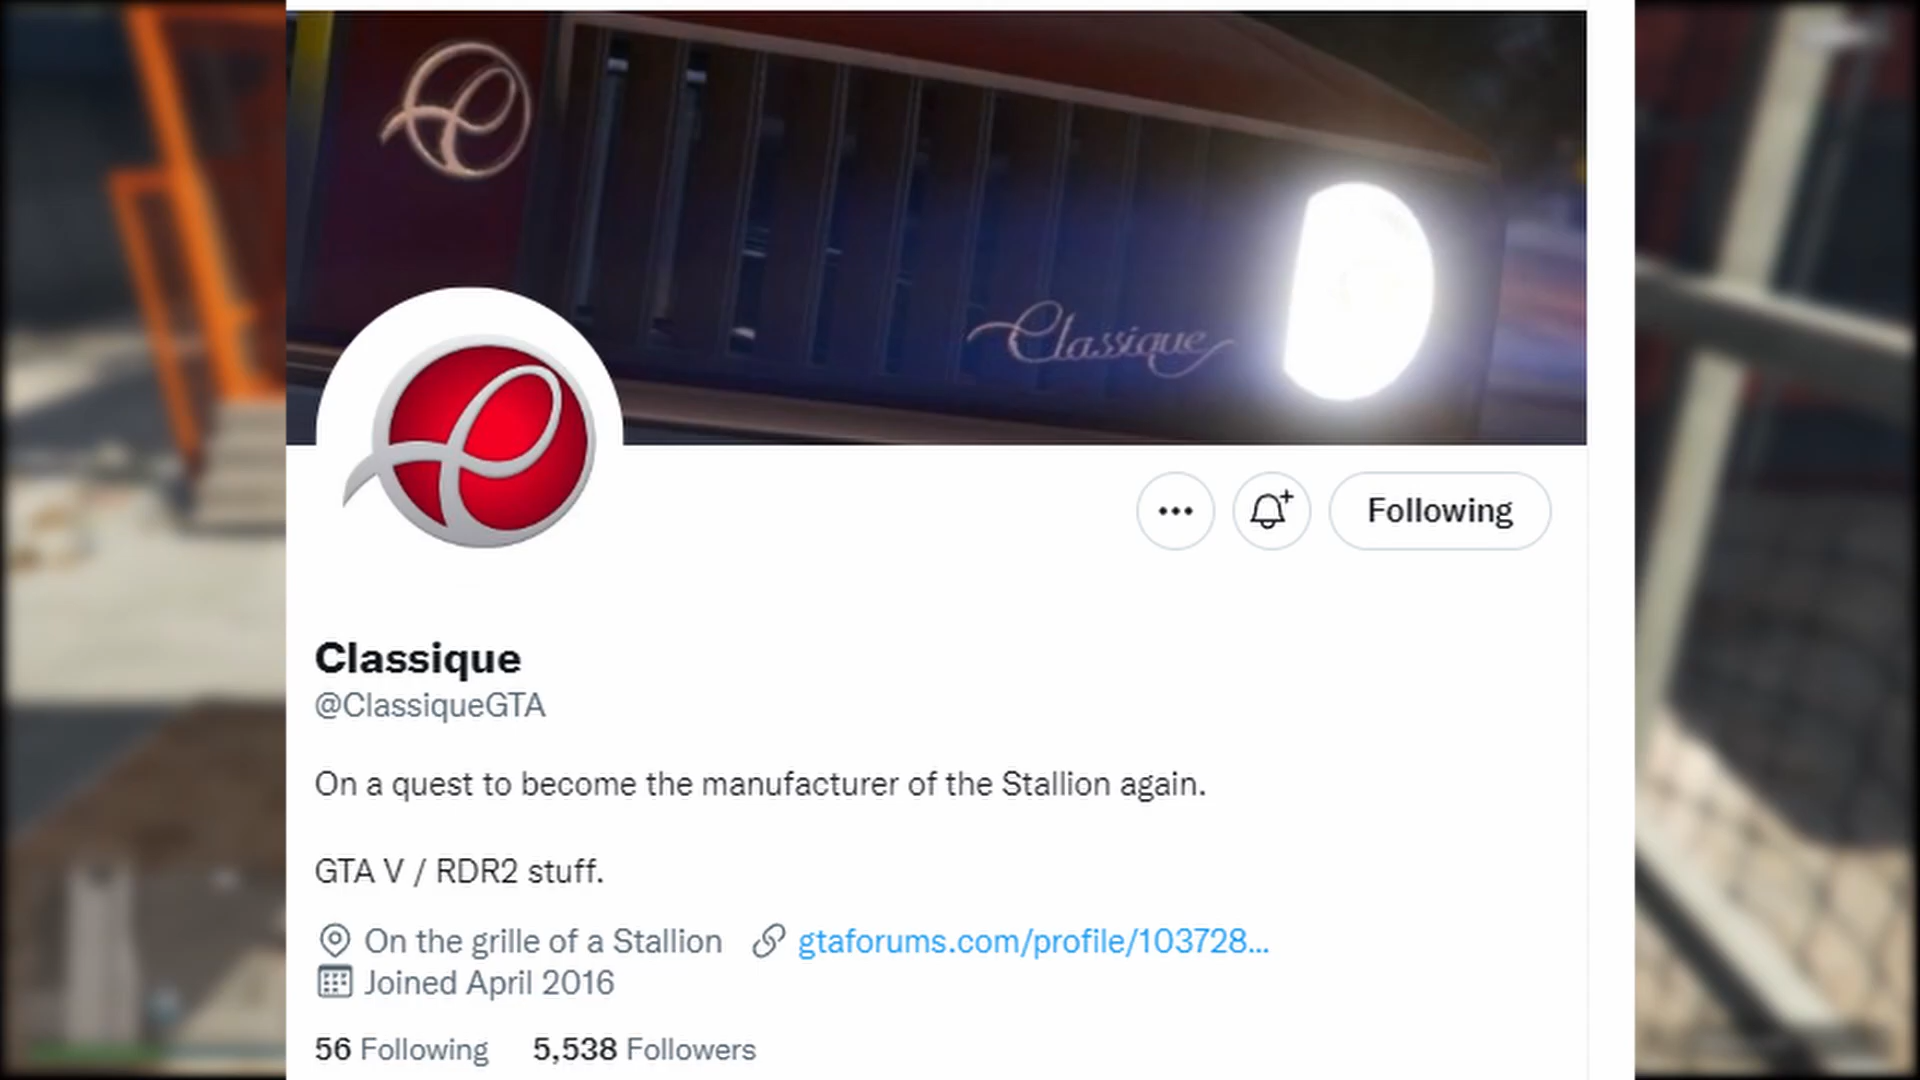 Classique
Following
Classique
@ClassiqueGTA
On a quest to become the manufacturer of the Stallion again.
GTA V / RDR2 stuff.
On the grille of a Stallion gtaforums.com/profile/103728...
Joined April 2016
56 Following 5,538 Followers